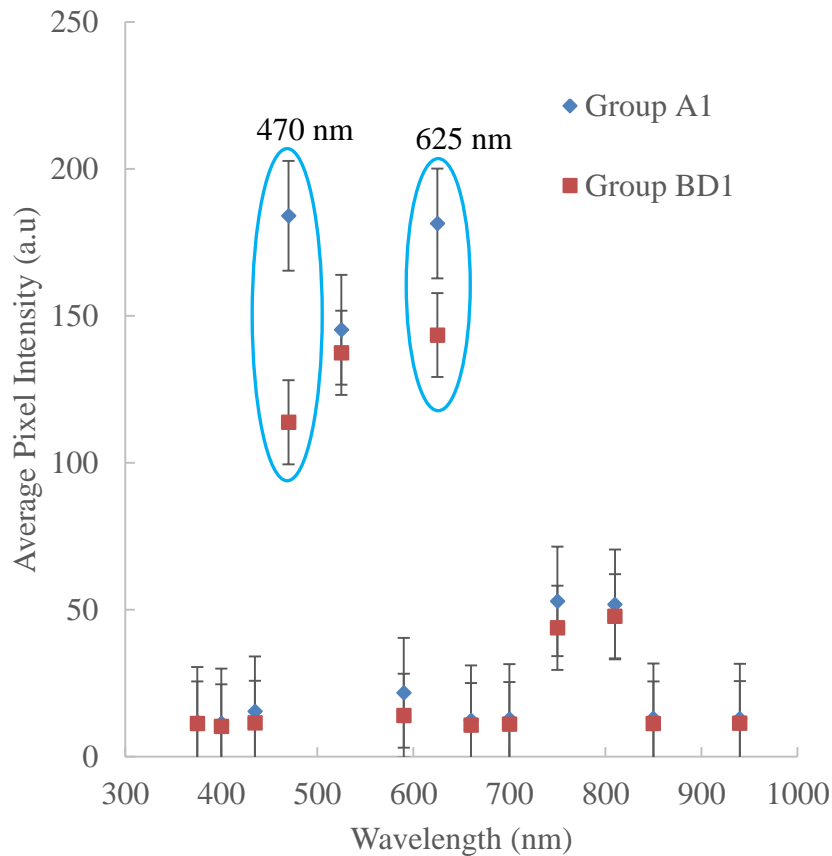 250
200
150
100
50
0
Average Pixel Intensity (a.u)
470 nm
625 nm
Group A1
Group BD1
300 400 500 600 700 800 900 1000
Wavelength (nm)